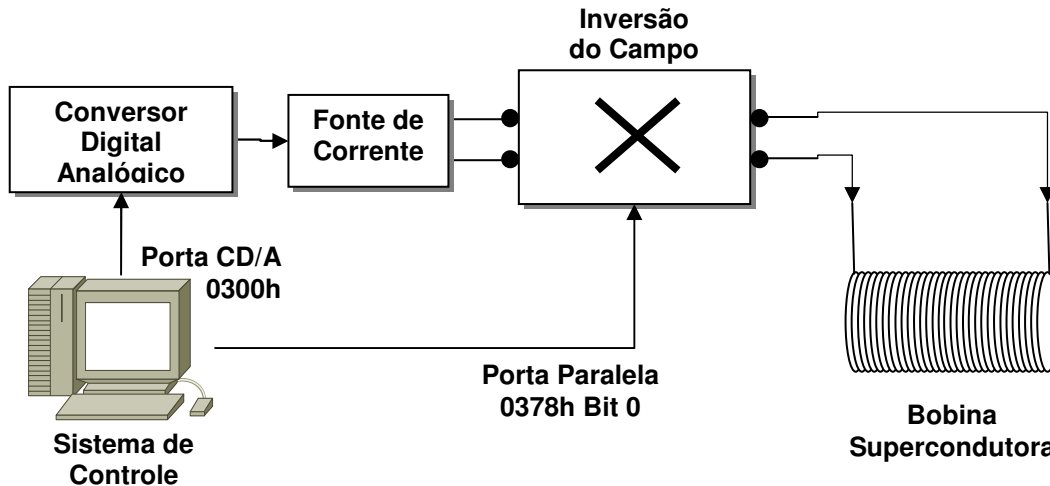 Inversão
do Campo
Conversor
Digital
Analógico
Fonte de
Corrente
Porta CD/A
0300h
Porta Paralela
0378h Bit 0
Sistema de
Controle
Bobina
Supercondutora